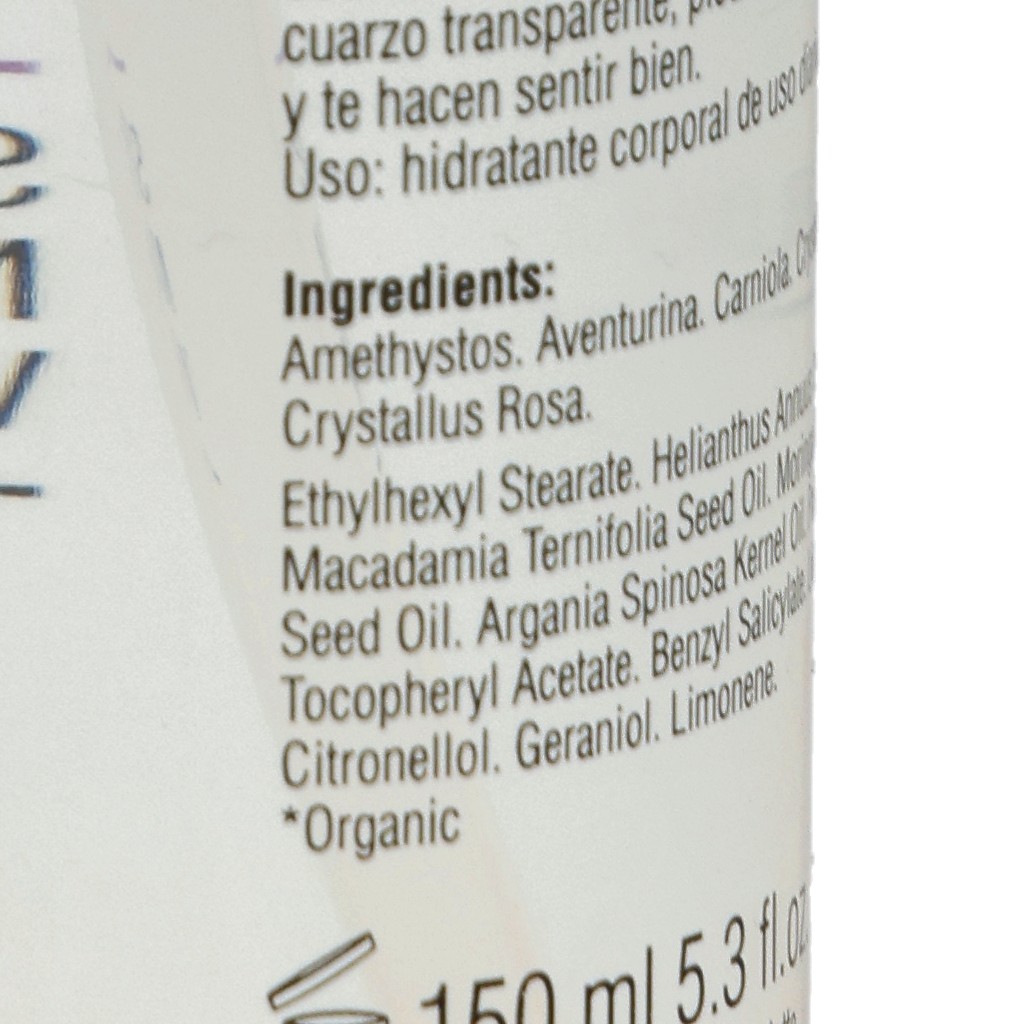 cuarzo transparente,
y te hacen sentir bien.
Uso: hidratante corporal de uso
Ingredients:
Amethystos. Aventurina. Carniola.
Crystallus Rosa.
Ethylhexyl Stearate. Helianthus
Macadamia Ternifolia Seed Oil.
Seed Oil. Argania Spinosa Kernel Oil.
Tocopheryl Acetate. Benzyl Salicylate.
Citronellol. Geraniol. Limonene.
*Organic
150 ml 5.3 fl.oz.